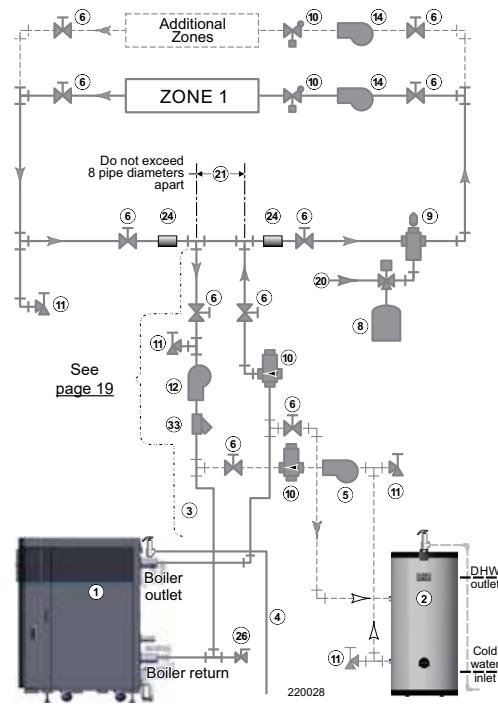 Additional
Zones
6
10
14
6
ZONE 1
6
10
14
6
Do not exceed
8 pipe diameters
apart
21
6
24
24
6
9
20
8
11
6
6
See
page 19
11
12
10
33
6
6
3
10
5
11
1
Boiler
outlet
4
2
DHW
outlet
26
11
Boiler return
Cold
water
inlet
220028